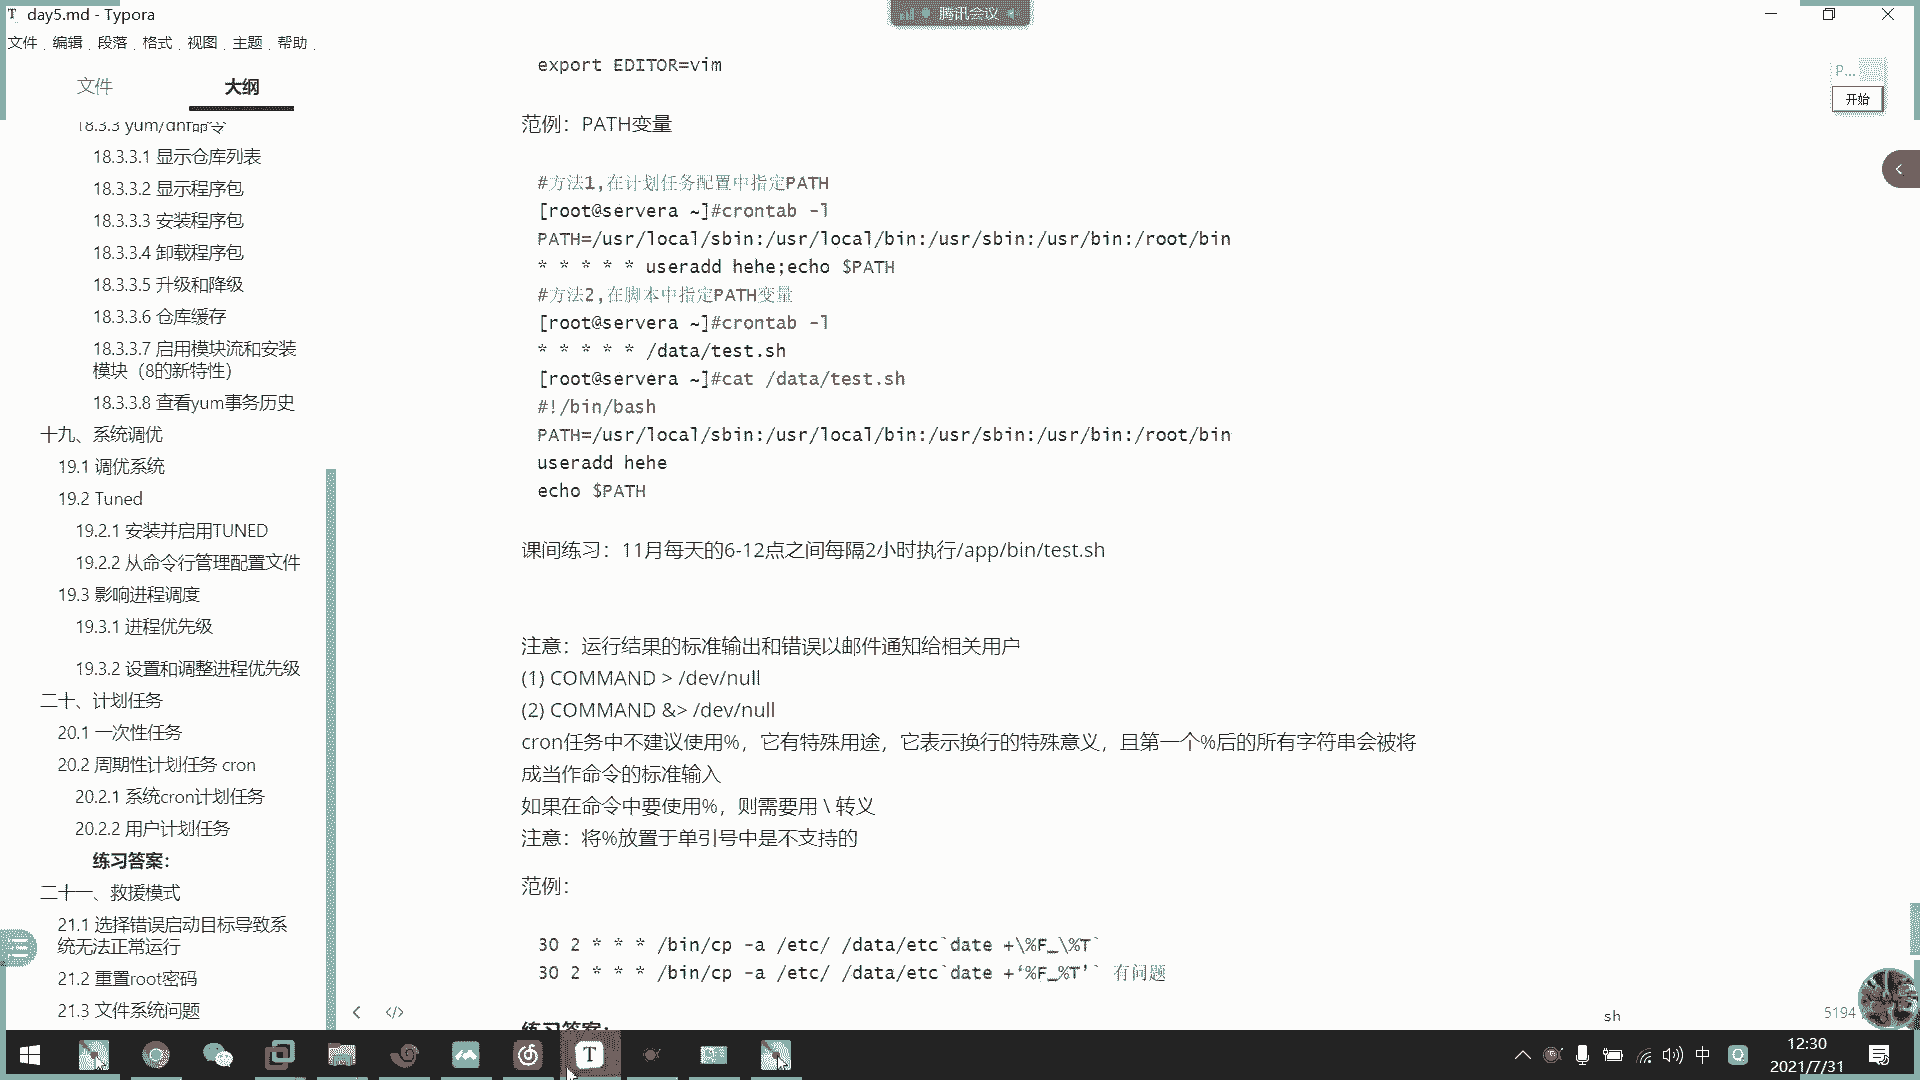 day5.md - Typora
腾讯会议
文件 编辑 段落 格式 视图 主题 帮助
文件 大纲
18.3.3 yum/dnf命令
18.3.3.1 显示仓库列表
18.3.3.2 显示程序包
18.3.3.3 安装程序包
18.3.3.4 卸载程序包
18.3.3.5 升级和降级
18.3.3.6 仓库缓存
18.3.3.7 启用模块流和安装
模块（8的新特性）
18.3.3.8 查看yum事务历史
十九、系统调优
19.1 调优系统
19.2 Tuned
19.2.1 安装并启用TUNED
19.2.2 从命令行管理配置文件
19.3 影响进程调度
19.3.1 进程优先级
19.3.2 设置和调整进程优先级
二十、计划任务
20.1 一次性任务
20.2 周期性计划任务 cron
20.2.1 系统cron计划任务
20.2.2 用户计划任务
练习答案：
二十一、救援模式
21.1 选择错误启动目标导致系
统无法正常运行
21.2 重置root密码
21.3 文件系统问题
export EDITOR=vim
范例：PATH变量
#方法1,在计划任务配置中指定PATH
[root@servera ~]#crontab -l
PATH=/usr/local/sbin:/usr/local/bin:/usr/sbin:/usr/bin:/root/bin
* * * * * useradd hehe;echo $PATH
#方法2,在脚本中指定PATH变量
[root@servera ~]#crontab -l
* * * * * /data/test.sh
[root@servera ~]#cat /data/test.sh
#!/bin/bash
PATH=/usr/local/sbin:/usr/local/bin:/usr/sbin:/usr/bin:/root/bin
useradd hehe
echo $PATH
课间练习：11月每天的6-12点之间每隔2小时执行/app/bin/test.sh
注意：运行结果的标准输出和错误以邮件通知给相关用户
(1) COMMAND > /dev/null
(2) COMMAND &> /dev/null
cron任务中不建议使用%，它有特殊用途，它表示换行的特殊意义，且第一个%后的所有字符串会被将
成当作命令的标准输入
如果在命令中要使用%，则需要用 \ 转义
注意：将%放置于单引号中是不支持的
范例：
30 2 * * * /bin/cp -a /etc/ /data/etc`date +\%F_\%T`
30 2 * * * /bin/cp -a /etc/ /data/etc`date +‘%F_%T’` 有问题
练习答案：
sh
5194
P...
开始
中
12:30
2021/7/31